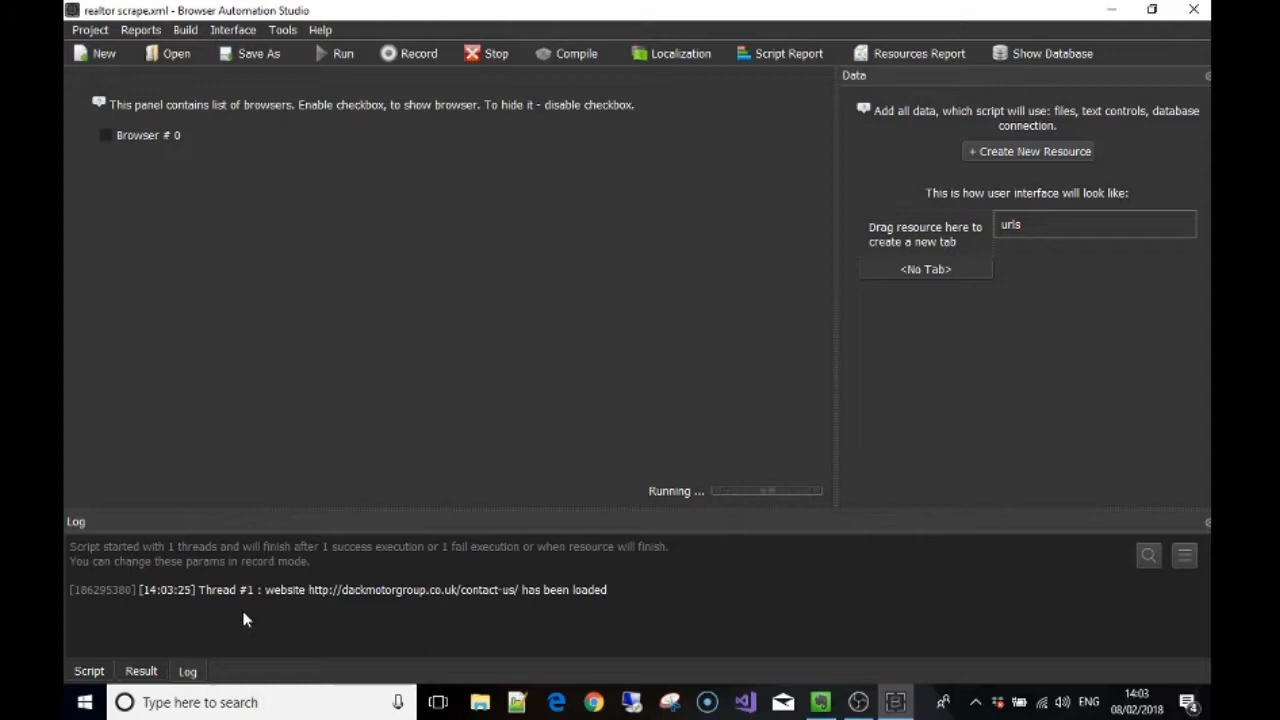 realtor scrape.xml - Browser Automation Studio
Project Reports Build Interface Tools Help
New Open Save As Run Record Stop Compile Localization Script Report Resources Report Show Database
This panel contains list of browsers. Enable checkbox, to show browser. To hide it - disable checkbox.
Browser # 0
Running ...
Data
Add all data, which script will use: files, text controls, database
connection.
+ Create New Resource
This is how user interface will look like:
Drag resource here to
create a new tab
<No Tab>
urls
Log
Script started with 1 threads and will finish after 1 success execution or 1 fail execution or when resource will finish.
You can change these params in record mode.
[186295380] [14:03:25] Thread #1 : website http://dackmotorgroup.co.uk/contact-us/ has been loaded
Script Result Log
Type here to search
ENG
14:03
08/02/2018
4